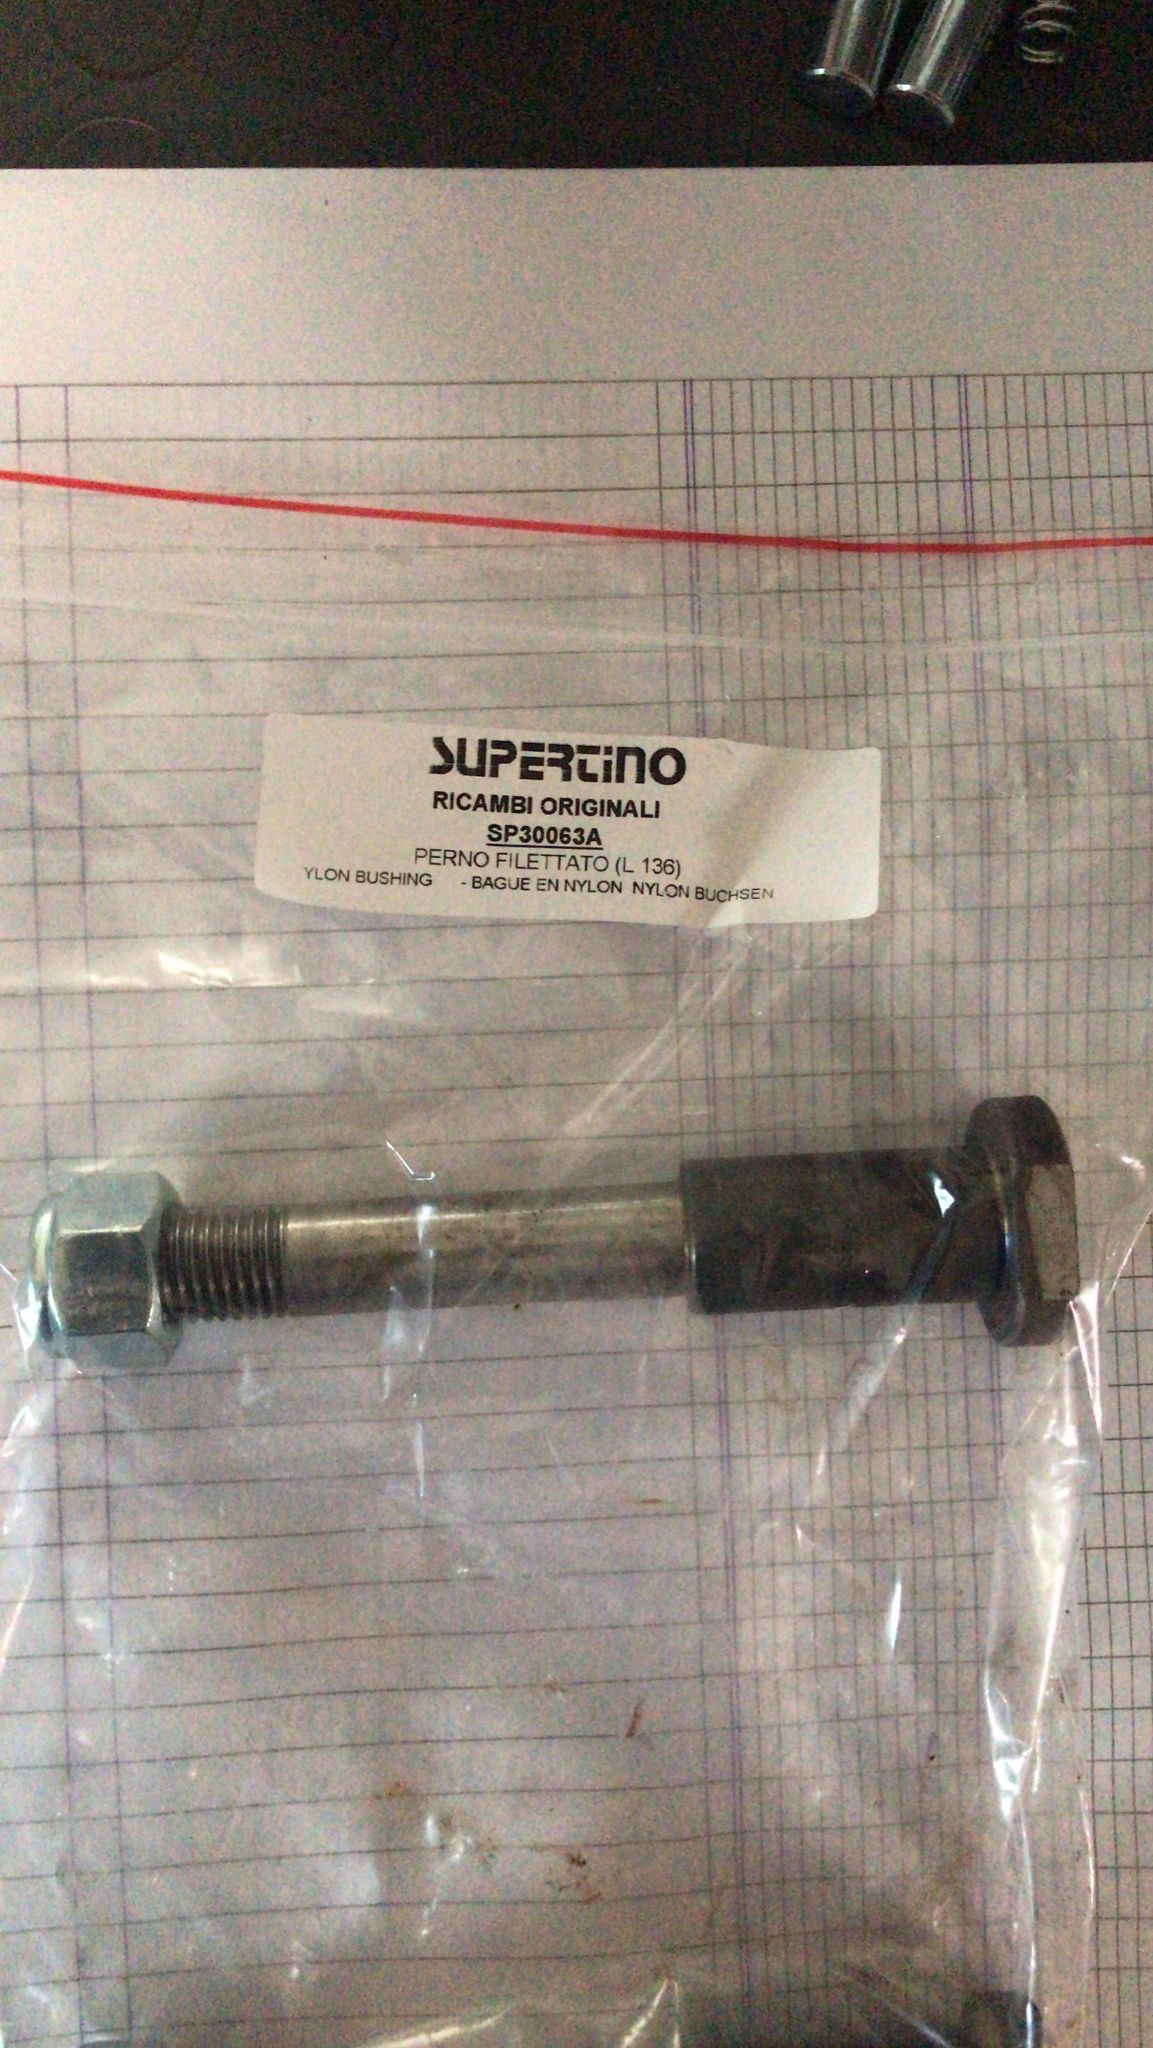 SUPERTINO
RICAMBI ORIGINALI
SP30063A
PERNO FILETTATO (L 136)
YLON BUSHING - BAGUE EN NYLON NYLON BUCHSEN